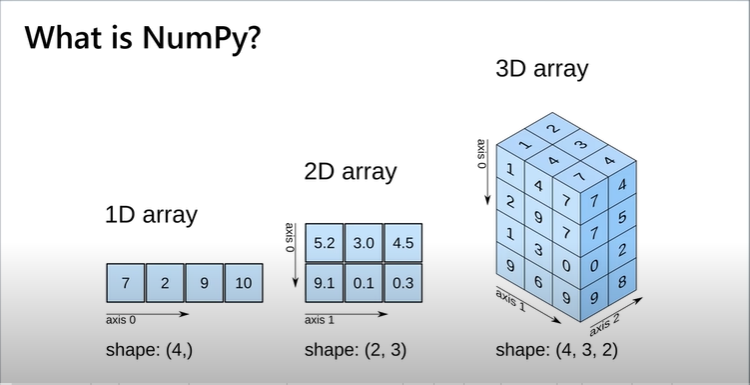 What is NumPy?
1D array
7 2 9 10
axis 0
shape: (4,)
2D array
axis 0
5.2 3.0 4.5
9.1 0.1 0.3
axis 1
shape: (2, 3)
3D array
axis 0
2
1 3
4 4
7
1 4 7 7 4
2 9 7 7 5
1 3 0 0 2
9 6 9 9 8
axis 1
axis 2
shape: (4, 3, 2)